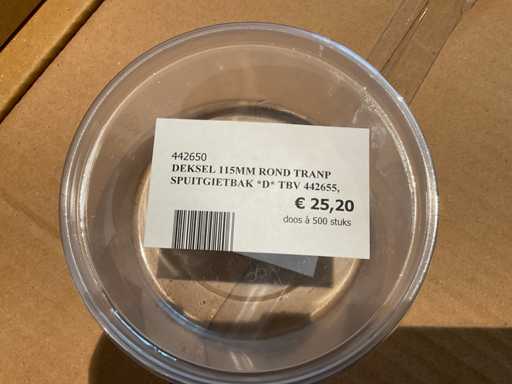 442650
DEKSEL 115MM ROND TRANP
SPUITGIETBAK *D* TBV 442655,
€ 25,20
doos à 500 stuks